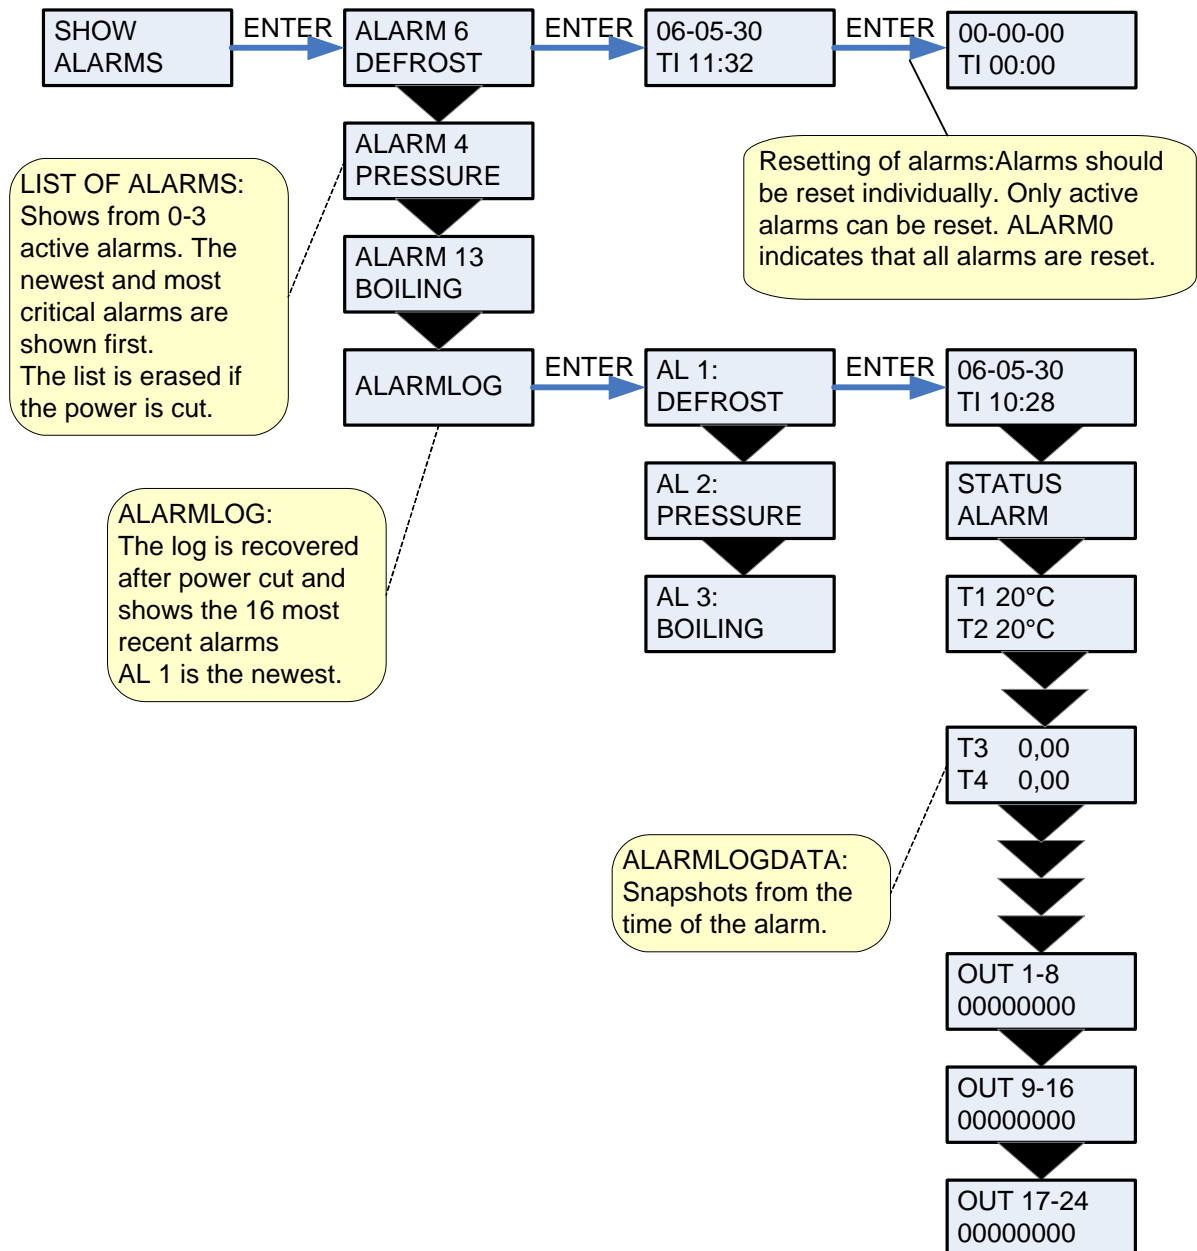 SHOW
ALARMS
ENTER
ALARM 6
DEFROST
ENTER
06-05-30
TI 11:32
ENTER
00-00-00
TI 00:00
ALARM 4
PRESSURE
Resetting of alarms:Alarms should
be reset individually. Only active
alarms can be reset. ALARM0
indicates that all alarms are reset.
LIST OF ALARMS:
Shows from 0-3
active alarms. The
newest and most
critical alarms are
shown first.
The list is erased if
the power is cut.
ALARM 13
BOILING
ALARMLOG
ENTER
AL 1:
DEFROST
ENTER
06-05-30
TI 10:28
ALARMLOG:
The log is recovered
after power cut and
shows the 16 most
recent alarms
AL 1 is the newest.
AL 2:
PRESSURE
STATUS
ALARM
AL 3:
BOILING
T1 20°C
T2 20°C
T3 0,00
T4 0,00
ALARMLOGDATA:
Snapshots from the
time of the alarm.
OUT 1-8
00000000
OUT 9-16
00000000
OUT 17-24
00000000